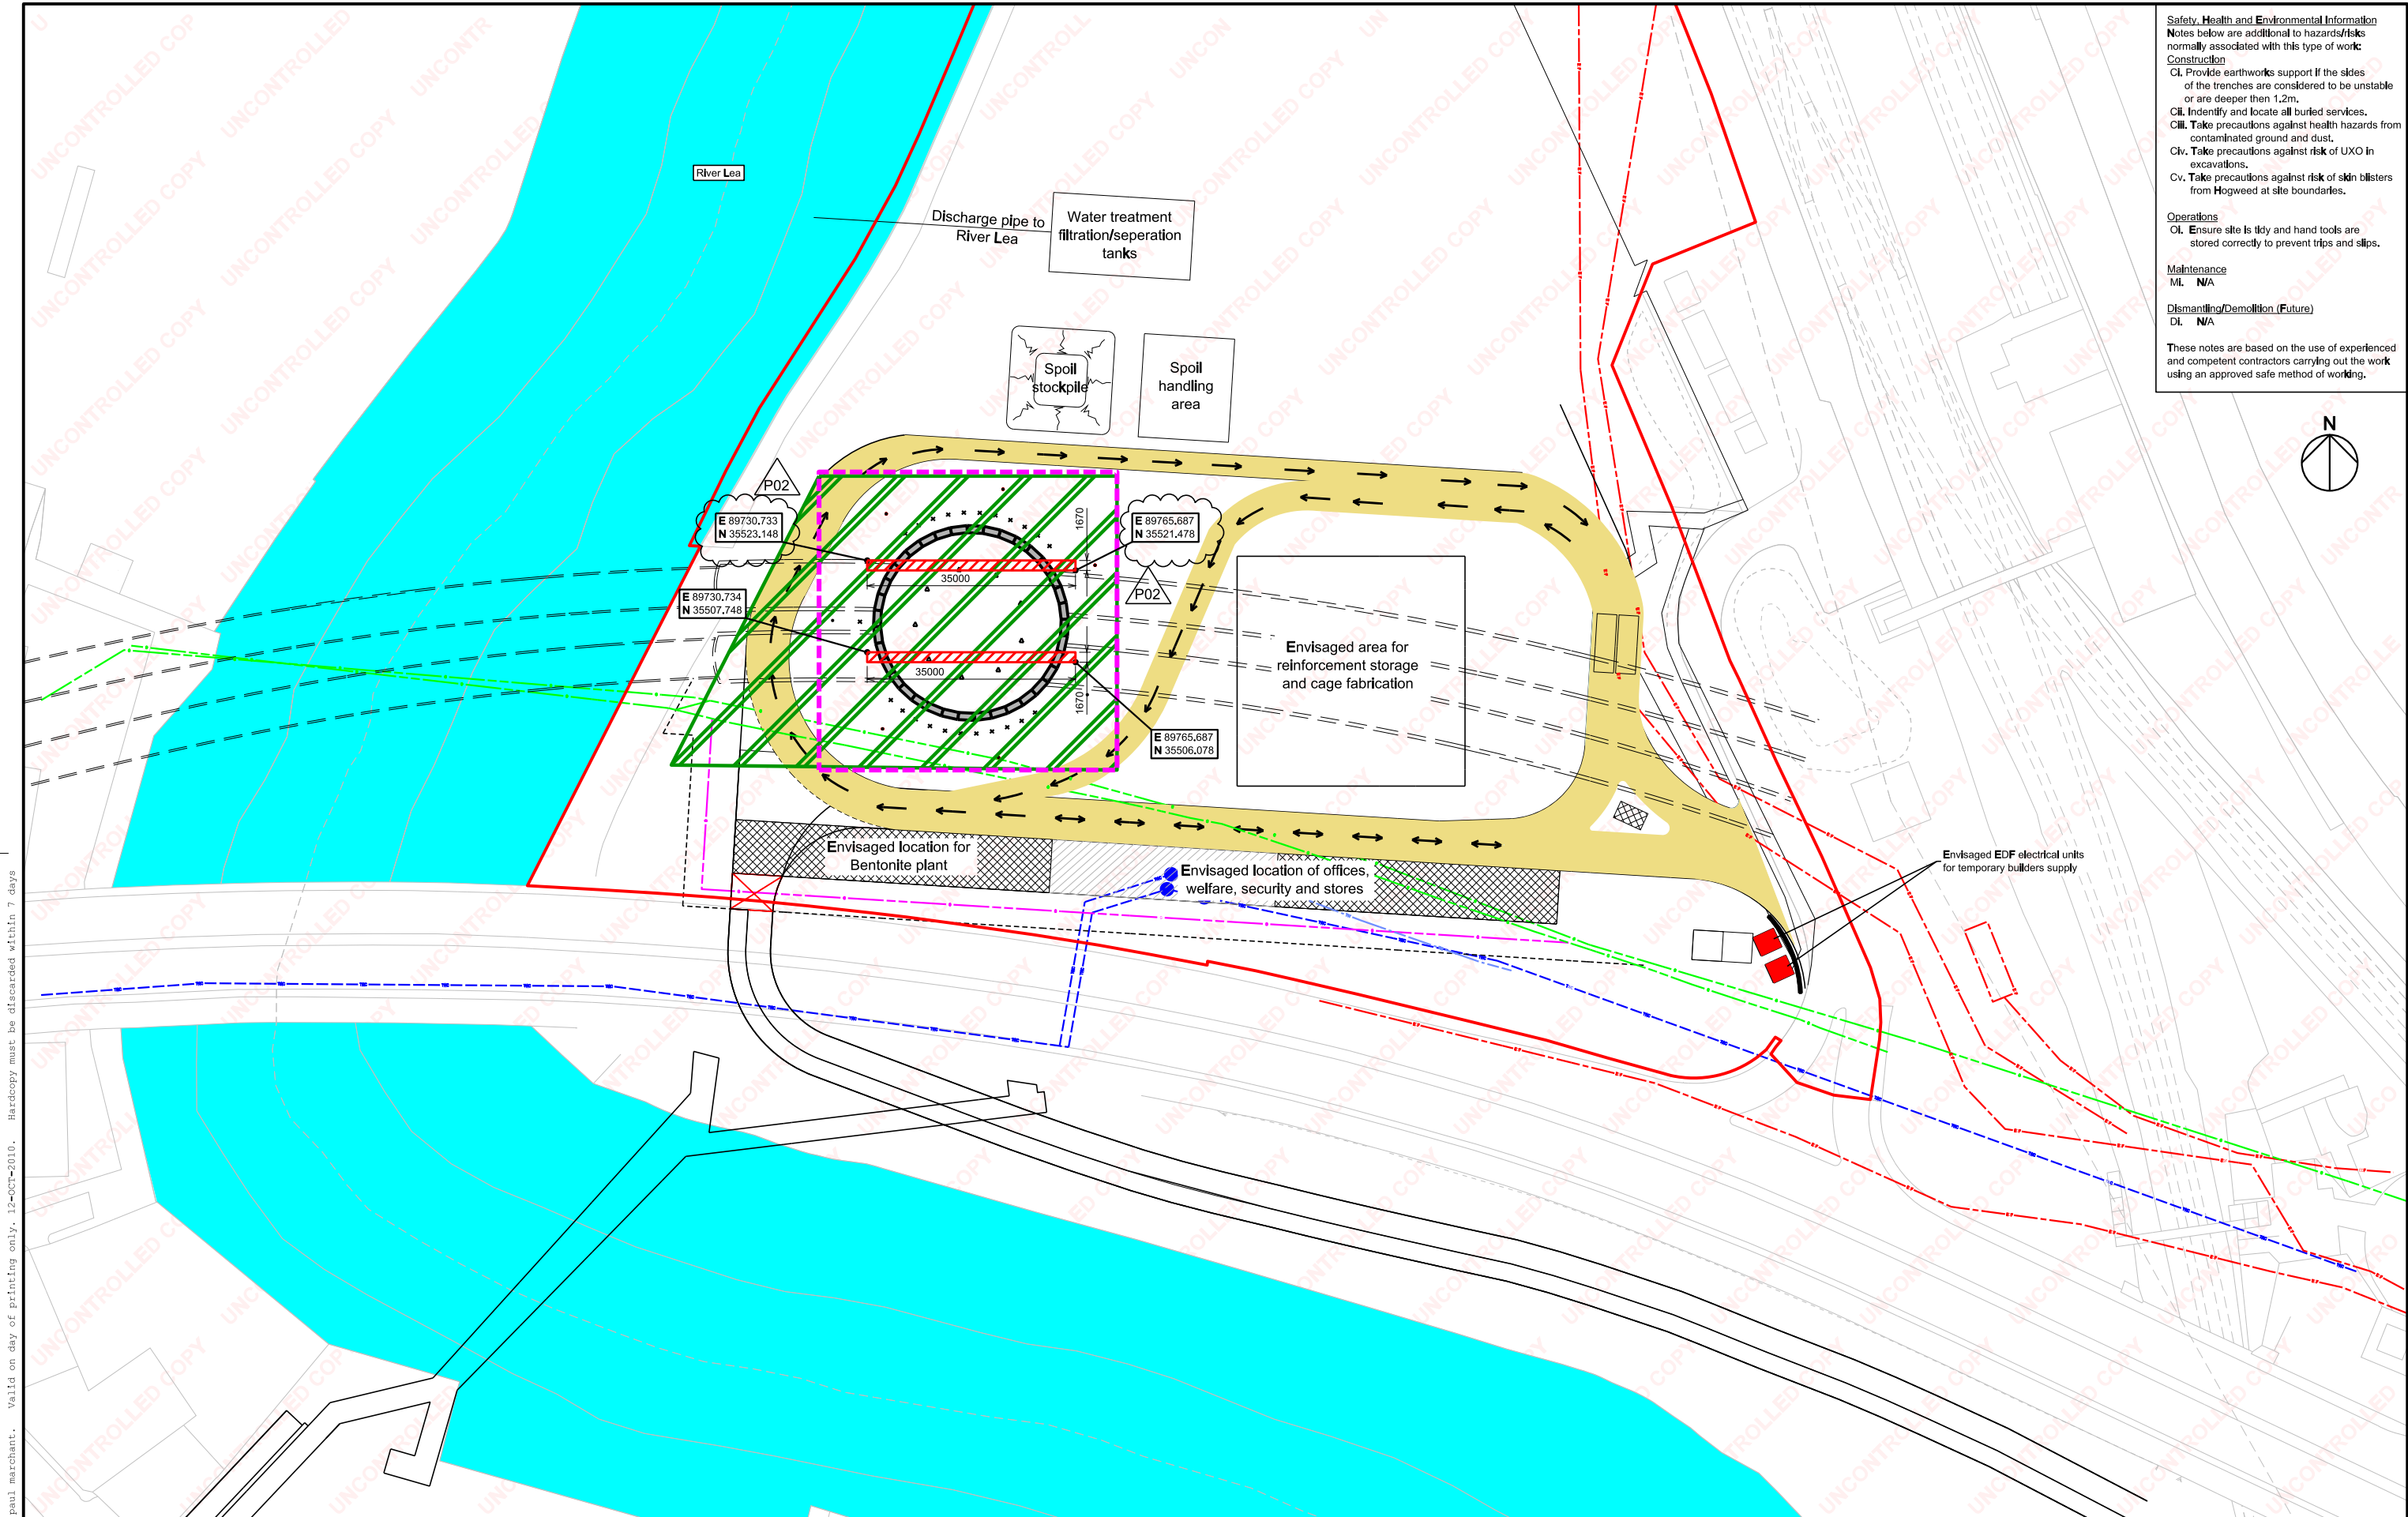 Safety, Health and Environmental Information
Notes below are additional to hazards/risks
normally associated with this type of work:
Construction
Ci. Provide earthworks support if the sides
of the trenches are considered to be unstable
or are deeper then 1.2m.
Cii. Indentify and locate all buried services.
Ciii. Take precautions against health hazards from
contaminated ground and dust.
Civ. Take precautions against risk of UXO in
excavations.
Cv. Take precautions against risk of skin blisters
from Hogweed at site boundaries.
Operations
Oi. Ensure site is tidy and hand tools are
stored correctly to prevent trips and slips.
Maintenance
Mi. N/A
Dismantling/Demolition (Future)
Di. N/A
These notes are based on the use of experienced
and competent contractors carrying out the work
using an approved safe method of working.
N
River Lea
Discharge pipe to
River Lea
Water treatment
filtration/seperation
tanks
Spoil
stockpile
Spoil
handling
area
P02
E 89730.733
N 35523.148
E 89765.687
N 35521.478
P02
1670
35000
E 89730.734
N 35507.748
35000
1670
E 89765.687
N 35506.078
Envisaged area for
reinforcement storage
and cage fabrication
Envisaged location for
Bentonite plant
Envisaged location of offices,
welfare, security and stores
Envisaged EDF electrical units
for temporary builders supply
paul marchant. Valid on day of printing only. 12-OCT-2010. Hardcopy must be discarded within 7 days
UNCONTROLLED COPY